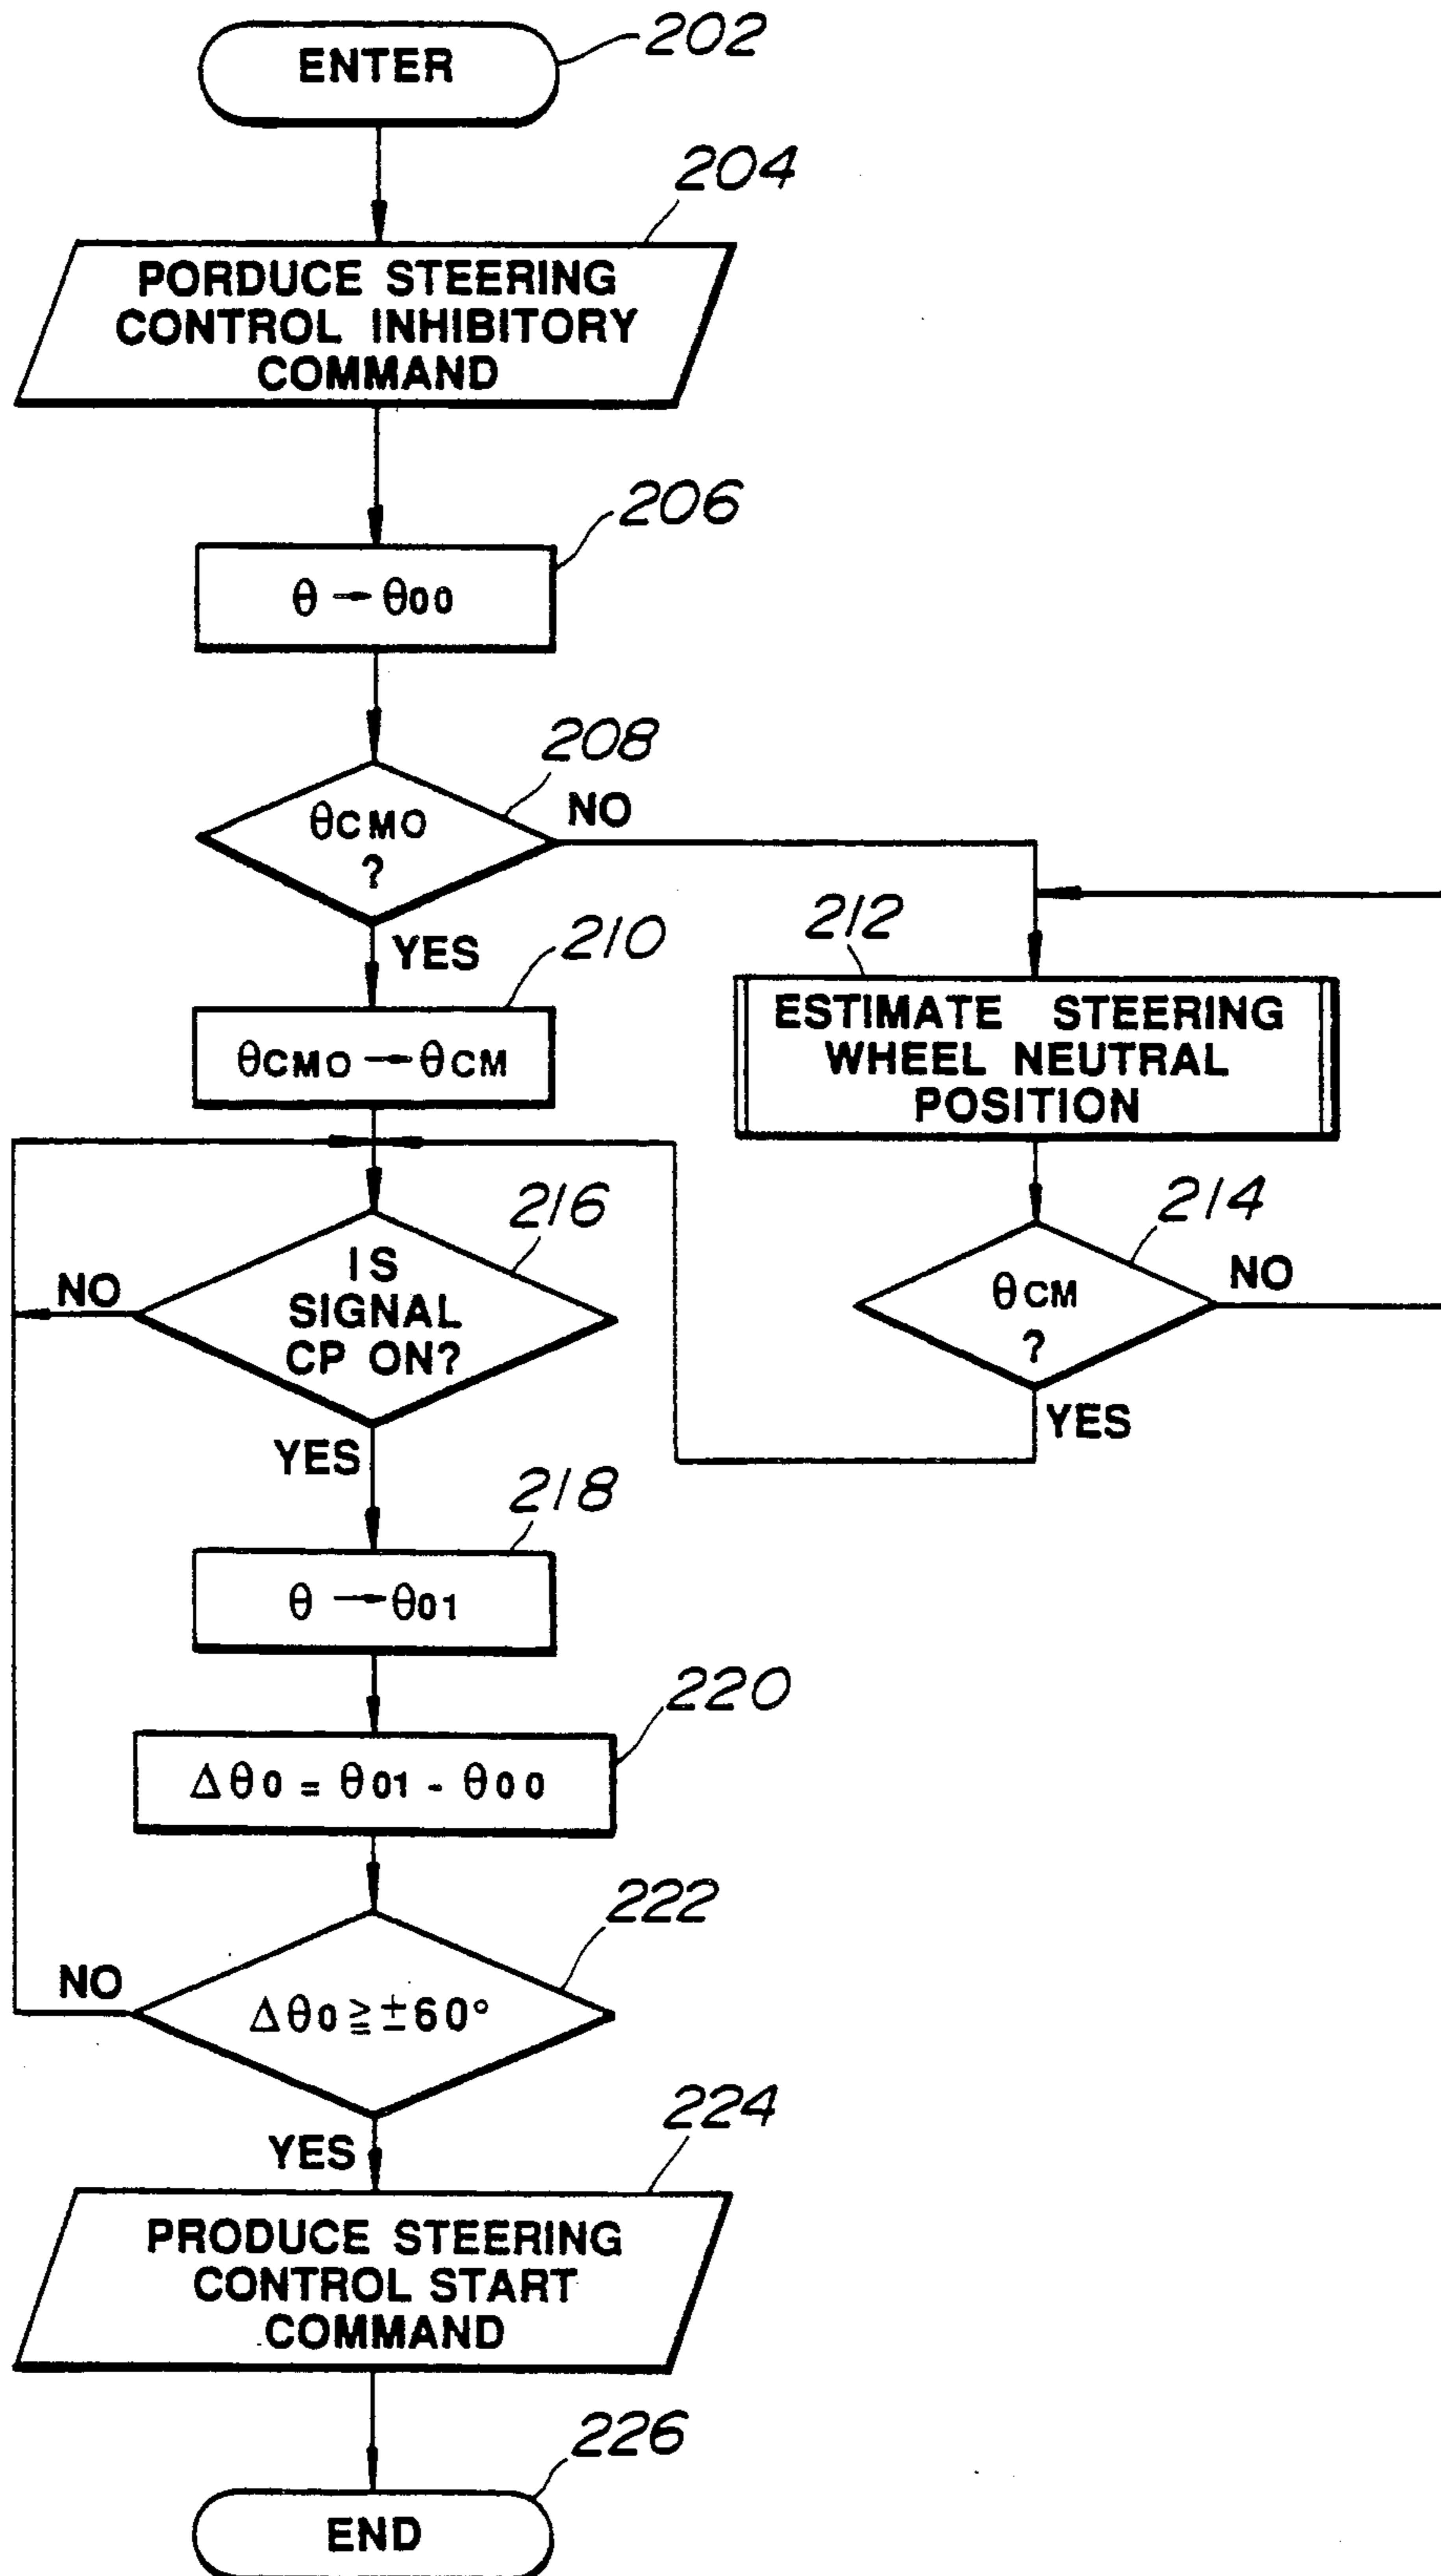 ENTER
202
204
PORDUCE STEERING
CONTROL INHIBITORY
COMMAND
206
θ → θ00
208
θCMO
?
NO
YES
210
θCMO → θCM
212
ESTIMATE STEERING
WHEEL NEUTRAL
POSITION
214
θCM
?
NO
YES
216
IS
SIGNAL
CP ON?
NO
YES
218
θ → θ01
220
Δθ0 = θ01 - θ00
222
Δθ0 ≧ ±60°
NO
YES
224
PRODUCE STEERING
CONTROL START
COMMAND
226
END